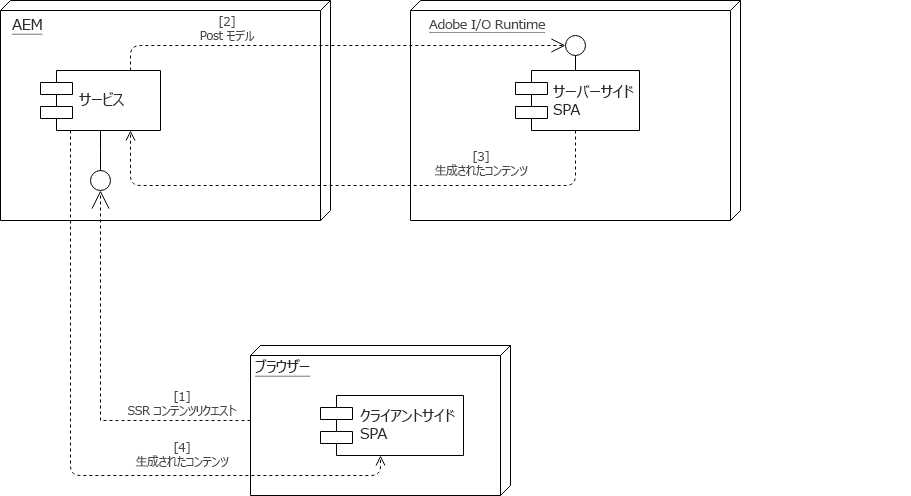 AEM
[2]
Post モデル
Adobe I/O Runtime
サービス
サーバーサイド
SPA
[3]
生成されたコンテンツ
ブラウザー
[1]
SSR コンテンツリクエスト
クライアントサイド
SPA
[4]
生成されたコンテンツ